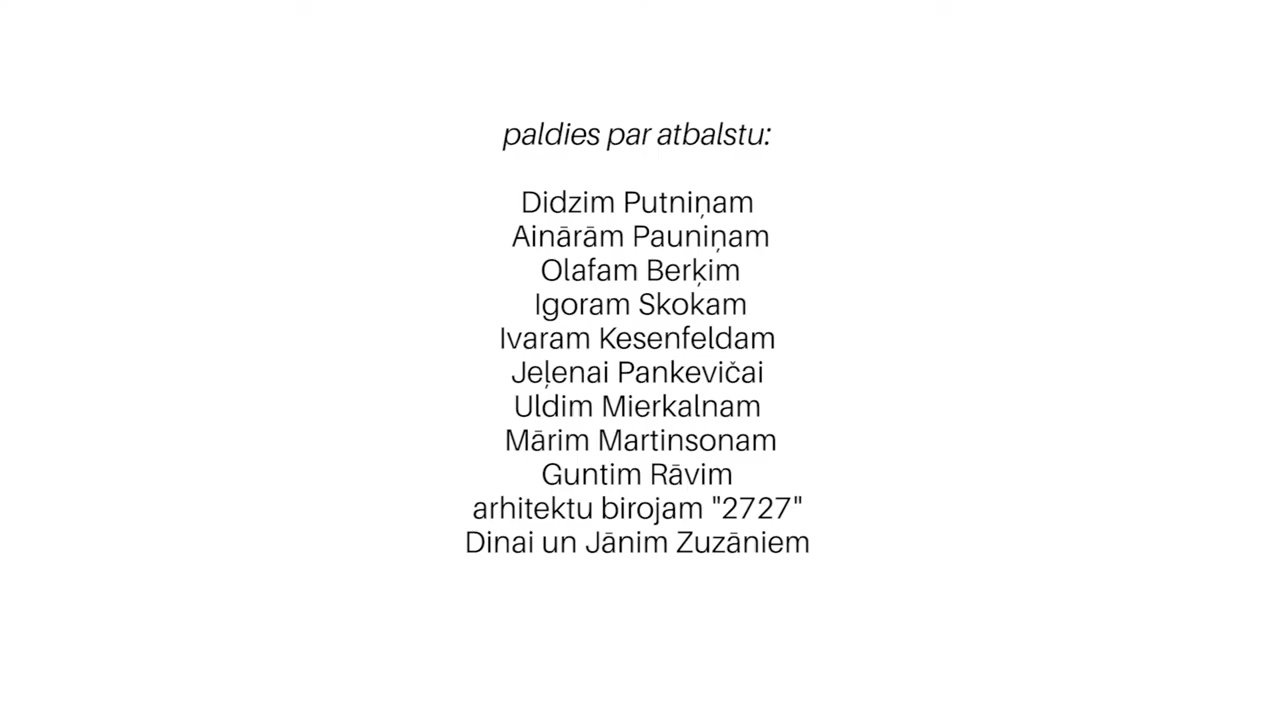 paldies par atbalstu:
Didzim Putniņam
Ainārām Pauniņam
Olafam Berķim
Igoram Skokam
Ivaram Kesenfeldam
Jeļenai Pankevičai
Uldim Mierkalnam
Mārim Martinsonam
Guntim Rāvim
arhitektu birojam "2727"
Dinai un Jānim Zuzāniem